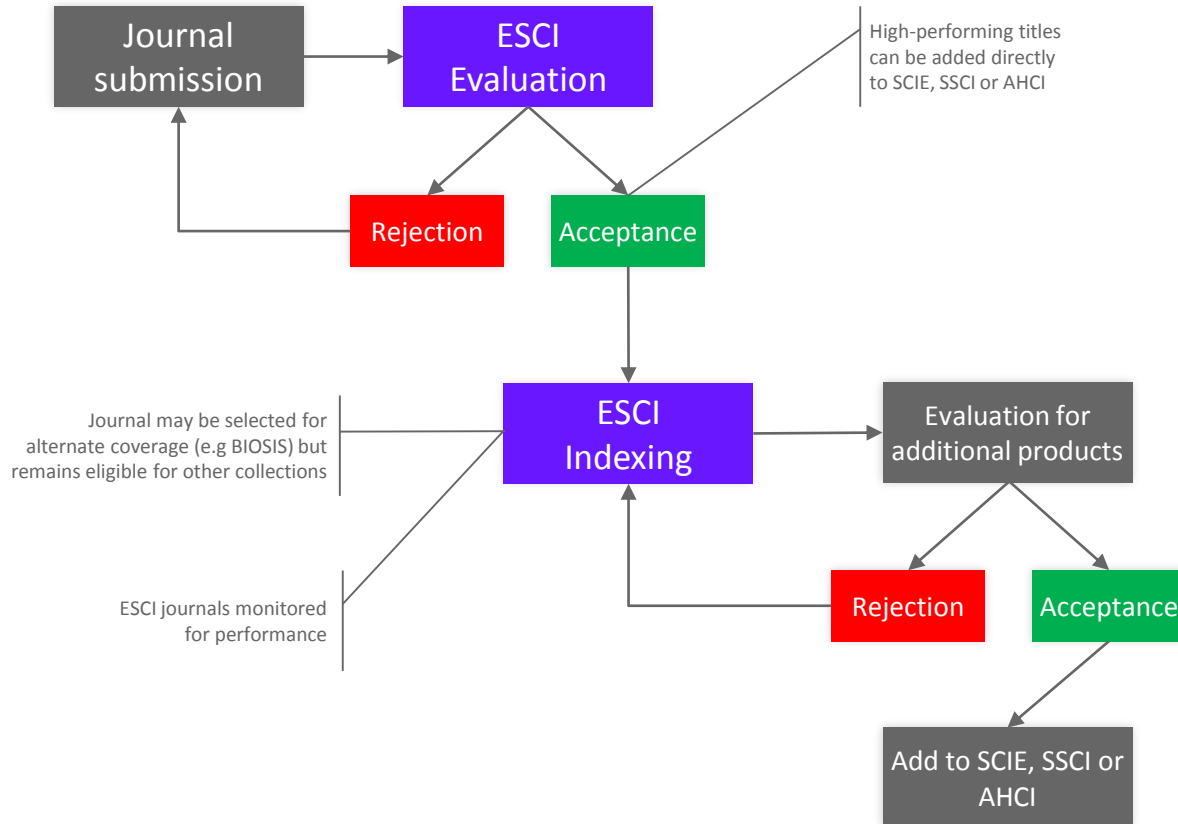 Journal
submission
ESCI
Evaluation
High-performing titles
can be added directly
to SCIE, SSCI or AHCI
Rejection
Acceptance
Journal may be selected for
alternate coverage (e.g BIOSIS) but
remains eligible for other collections
ESCI
Indexing
Evaluation for
additional products
ESCI journals monitored
for performance
Rejection
Acceptance
Add to SCIE, SSCI or
AHCI